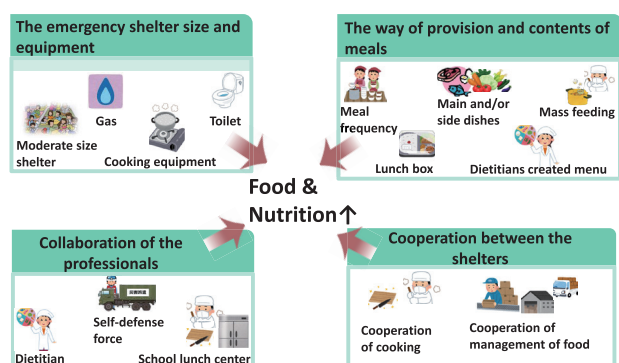 The emergency shelter size and
equipment
Gas
Toilet
Moderate size
shelter
Cooking equipment
The way of provision and contents of
meals
Meal
frequency
Main and/or
side dishes
Mass feeding
Lunch box
Dietitians created menu
Food &
Nutrition↑
Collaboration of the
professionals
Self-defense
force
Dietitian
School lunch center
Cooperation between the
shelters
Cooperation
of cooking
Cooperation of
management of food